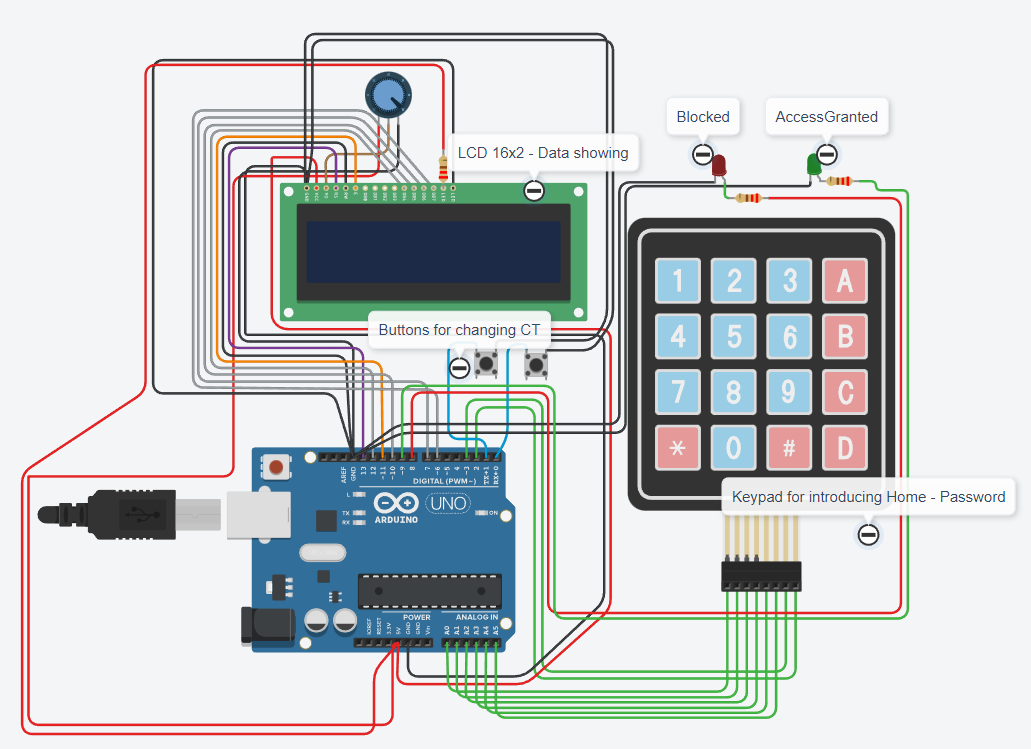 Blocked
AccessGranted
LCD 16x2 - Data showing
Buttons for changing CT
1 2 3 A
4 5 6 B
7 8 9 C
* 0 # D
Keypad for introducing Home - Password
AREF
GND
13
12
~11
~10
~9
8
7
~6
~5
4
~3
2
TX→1
RX←0
DIGITAL (PWM~)
L
TX
RX
ARDUINO
UNO
ON
POWER
ANALOG IN
IOREF
RESET
3.3V
5V
GND
GND
Vin
A0
A1
A2
A3
A4
A5